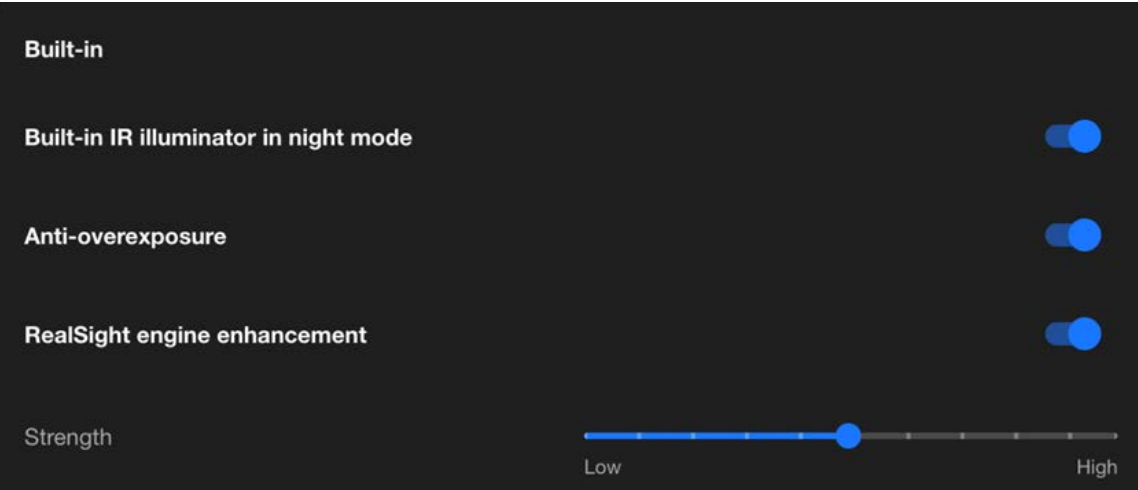 Built-in
Built-in IR illuminator in night mode
Anti-overexposure
RealSight engine enhancement
Strength
Low
High